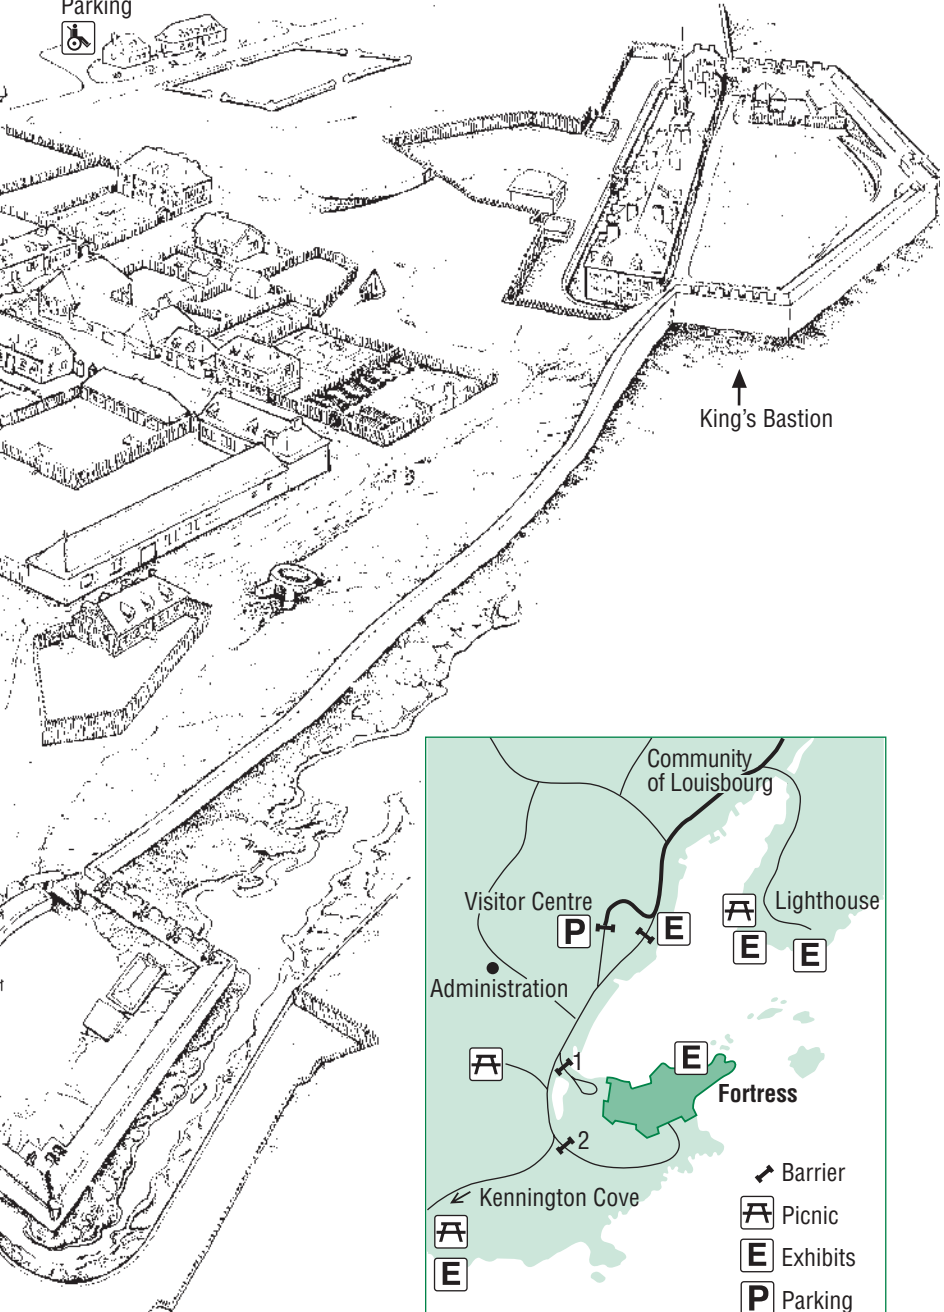 Parking
King's Bastion
Community
of Louisbourg
Visitor Centre
Lighthouse
P
E
E
E
Administration
1
E
Fortress
2
Barrier
Kennington Cove
Picnic
E
Exhibits
E
P
Parking